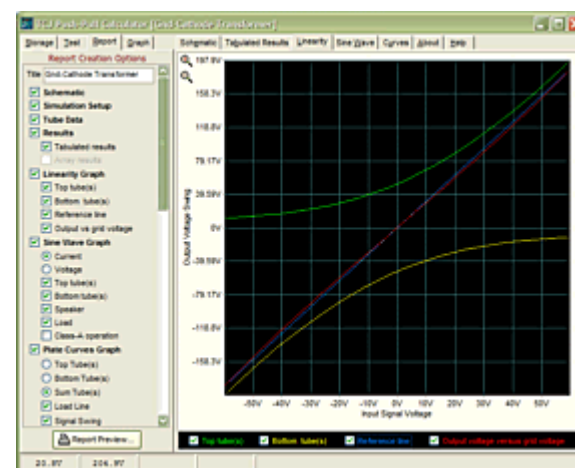 TCJ Push-Pull Calculator [Grid-Cathode Transformer]
Storage Test Report Graph
Schematic Tabulated Results Linearity Sine Wave Curves About Help
Report Creation Options
Title Grid-Cathode Transformer
Schematic
Simulation Setup
Tube Data
Results
Tabulated results
Array results
Linearity Graph
Top tube(s)
Bottom tube(s)
Reference line
Output vs grid voltage
Sine Wave Graph
Current
Voltage
Top tube(s)
Bottom tube(s)
Speaker
Load
Class-A operation
Plate Curves Graph
Top Tube(s)
Bottom Tube(s)
Sum Tube(s)
Load Line
Signal Swing
Report Preview...
197.9V
158.3V
118.8V
79.17V
39.59V
0V
-39.59V
-79.17V
-118.8V
-158.3V
Output Voltage Swing
-50V -40V -30V -20V -10V 0V 10V 20V 30V 40V 50V
Input Signal Voltage
Top tube(s) Bottom tube(s) Reference line Output voltage versus grid voltage